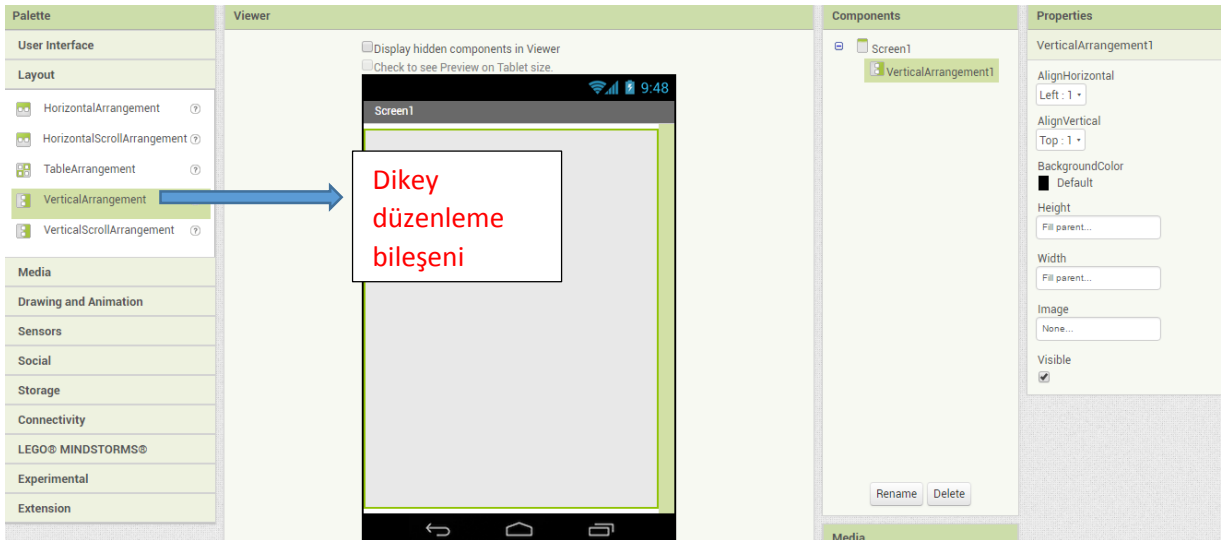 Palette
User Interface
Layout
HorizontalArrangement
HorizontalScrollArrangement
TableArrangement
VerticalArrangement
VerticalScrollArrangement
Media
Drawing and Animation
Sensors
Social
Storage
Connectivity
LEGO® MINDSTORMS®
Experimental
Extension
Viewer
Display hidden components in Viewer
Check to see Preview on Tablet size.
9:48
Screen1
Dikey
düzenleme
bileşeni
Components
Screen1
VerticalArrangement1
Rename Delete
Media
Properties
VerticalArrangement1
AlignHorizontal
Left : 1
AlignVertical
Top : 1
BackgroundColor
Default
Height
Fill parent...
Width
Fill parent...
Image
None...
Visible